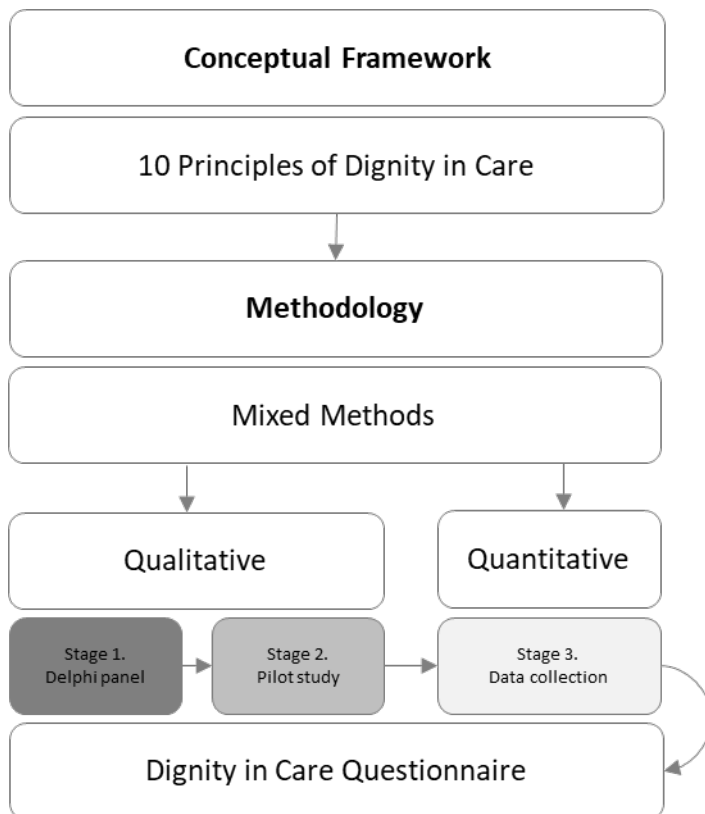 Conceptual Framework
10 Principles of Dignity in Care
Methodology
Mixed Methods
Qualitative
Quantitative
Stage 1.
Delphi panel
Stage 2.
Pilot study
Stage 3.
Data collection
Dignity in Care Questionnaire